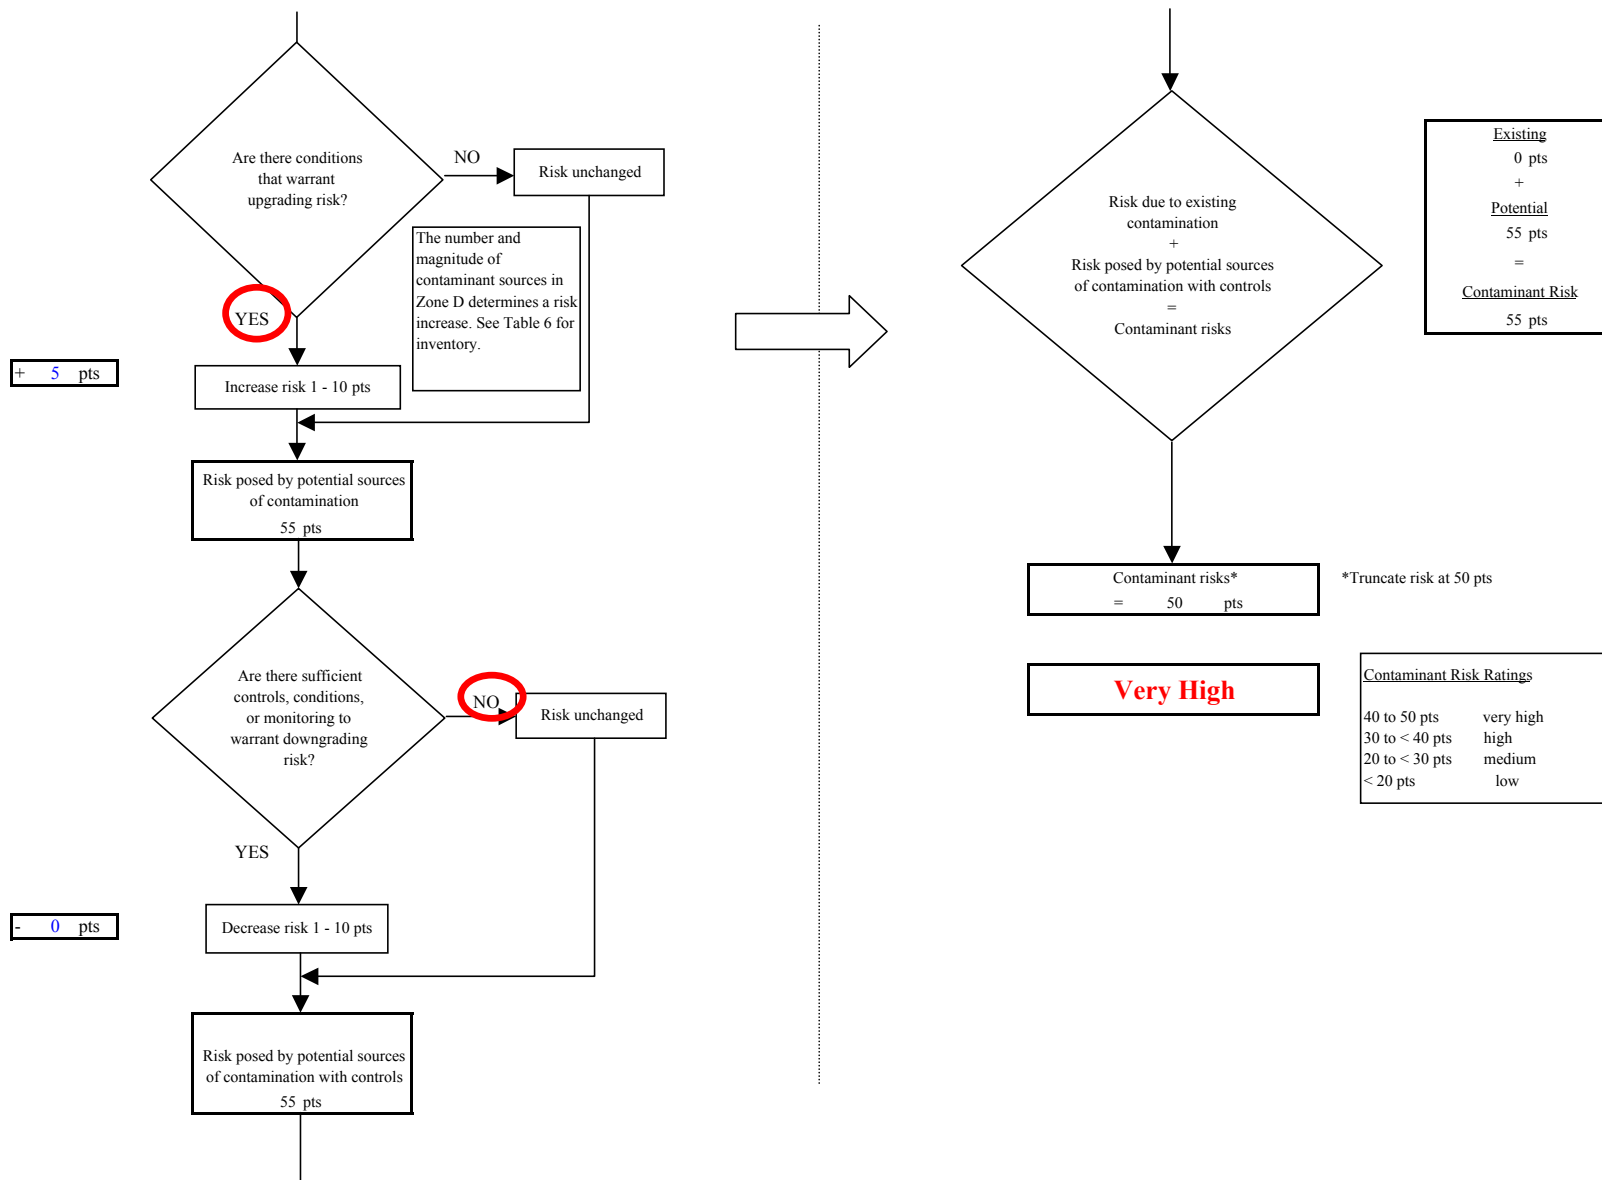 Are there conditions
that warrant
upgrading risk?
NO
Risk unchanged
The number and
magnitude of
contaminant sources in
Zone D determines a risk
increase. See Table 6 for
inventory.
YES
+ 5 pts
Increase risk 1 - 10 pts
Risk posed by potential sources
of contamination
55 pts
Are there sufficient
controls, conditions,
or monitoring to
warrant downgrading
risk?
NO
Risk unchanged
YES
- 0 pts
Decrease risk 1 - 10 pts
Risk posed by potential sources
of contamination with controls
55 pts
Risk due to existing
contamination
+
Risk posed by potential sources
of contamination with controls
=
Contaminant risks
Existing
0 pts
+
Potential
55 pts
=
Contaminant Risk
55 pts
Contaminant risks*
= 50 pts
*Truncate risk at 50 pts
Very High
Contaminant Risk Ratings
40 to 50 pts very high
30 to < 40 pts high
20 to < 30 pts medium
< 20 pts low